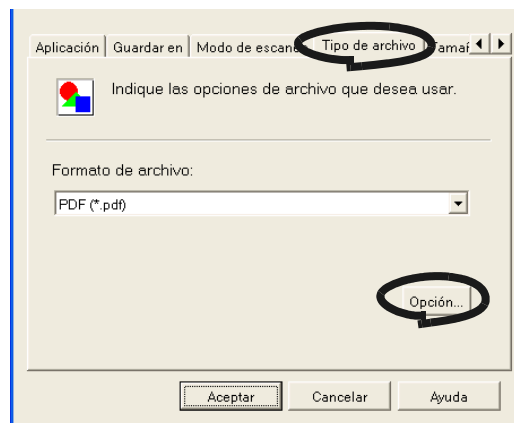 Aplicación Guardar en Modo de escaneo Tipo de archivo
Indique las opciones de archivo que desea usar.
Formato de archivo:
PDF (*.pdf)
Opción...
Aceptar Cancelar Ayuda